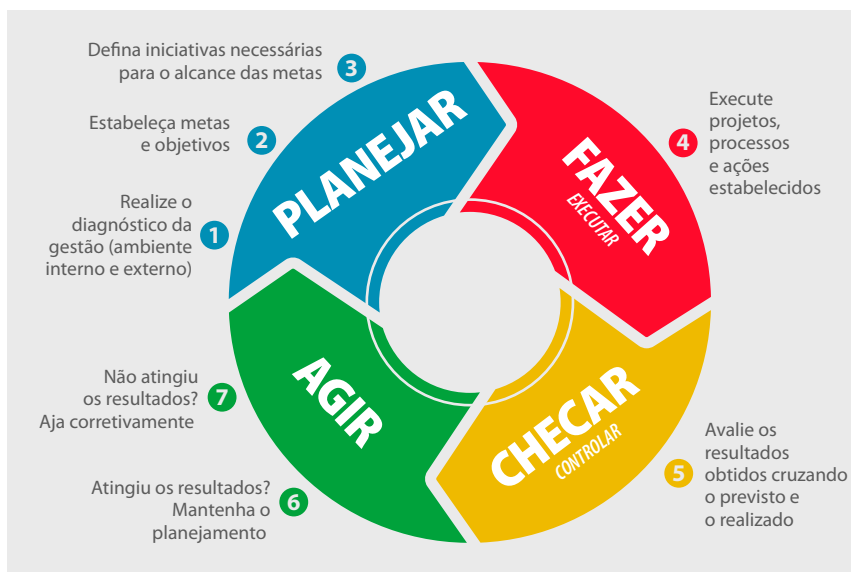 Defina iniciativas necessárias
para o alcance das metas
3
Estabeleça metas
e objetivos
2
Realize o
diagnóstico da
gestão (ambiente
interno e externo)
1
PLANEJAR
FAZER
EXECUTAR
4
Execute
projetos,
processos
e ações
estabelecidos
CHECAR
CONTROLAR
5
Avalie os
resultados
obtidos cruzando
o previsto e
o realizado
AGIR
Não atingiu
os resultados?
Aja corretivamente
7
Atingiu os resultados?
Mantenha o
planejamento
6